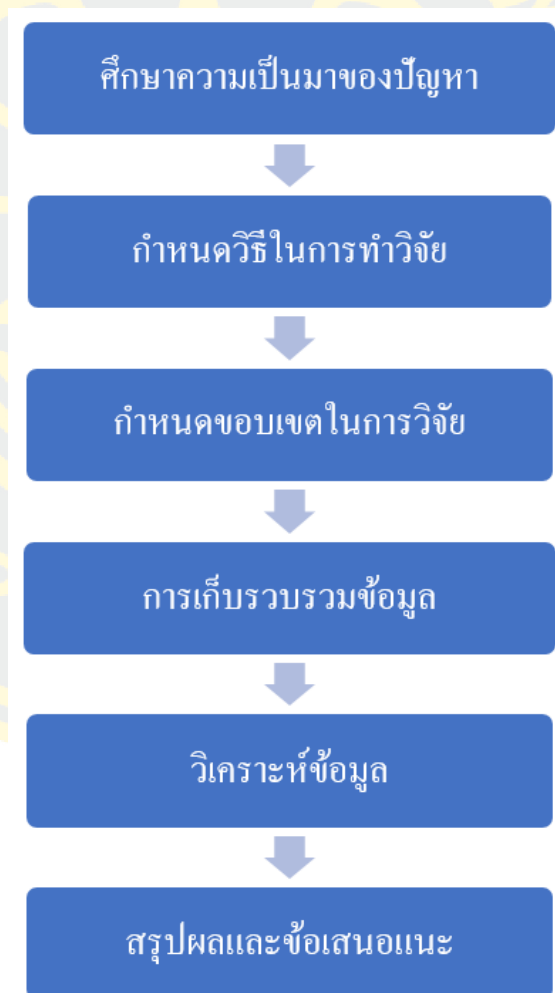 ศึกษาความเป็นมาของปัญหา
กำหนดวิธีในการทำวิจัย
กำหนดขอบเขตในการวิจัย
การเก็บรวบรวมข้อมูล
วิเคราะห์ข้อมูล
สรุปผลและข้อเสนอแนะ